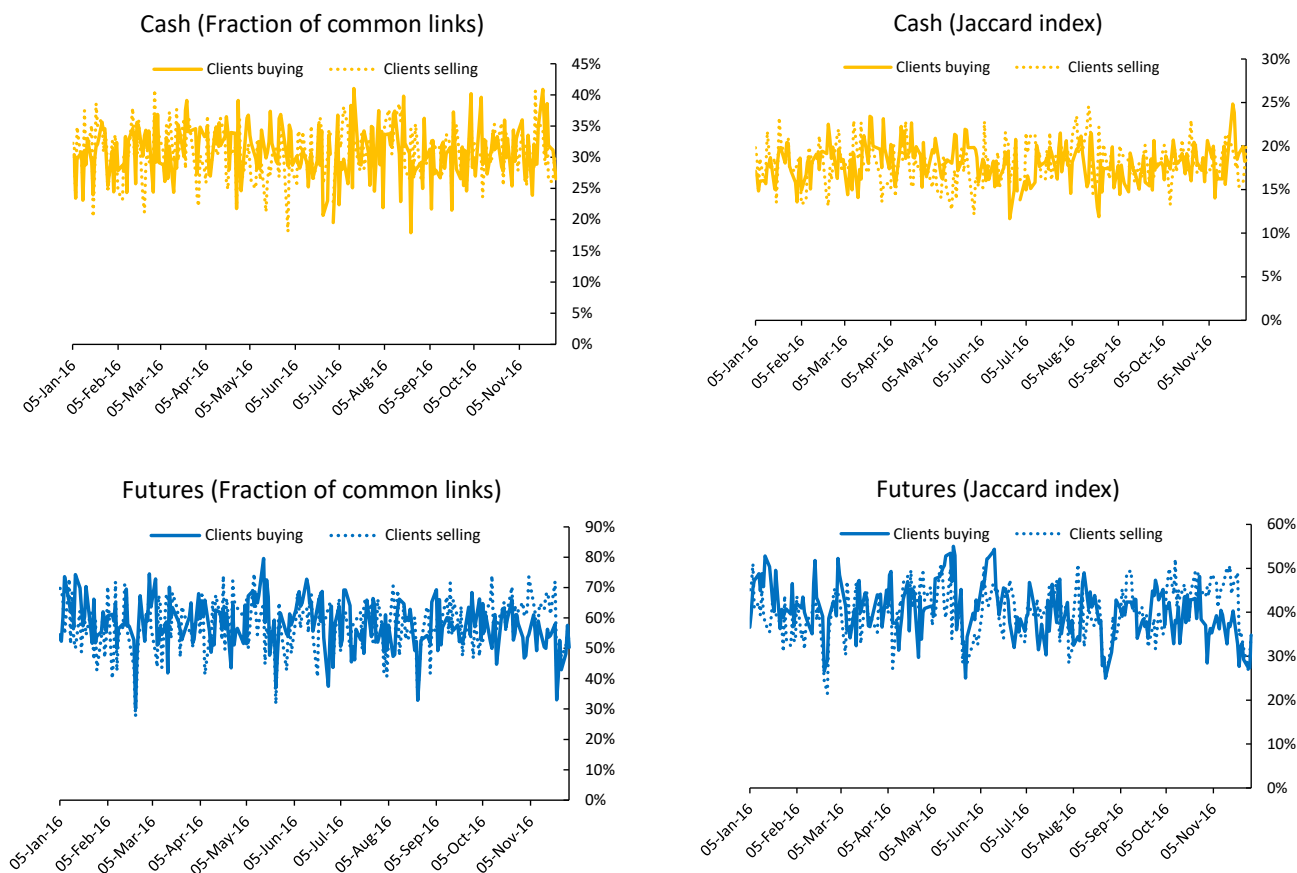 Cash (Fraction of common links)
Clients buying Clients selling
45%
40%
35%
30%
25%
20%
15%
10%
5%
0%
05-Jan-16 05-Feb-16 05-Mar-16 05-Apr-16 05-May-16 05-Jun-16 05-Jul-16 05-Aug-16 05-Sep-16 05-Oct-16 05-Nov-16
Cash (Jaccard index)
Clients buying Clients selling
30%
25%
20%
15%
10%
5%
0%
05-Jan-16 05-Feb-16 05-Mar-16 05-Apr-16 05-May-16 05-Jun-16 05-Jul-16 05-Aug-16 05-Sep-16 05-Oct-16 05-Nov-16
Futures (Fraction of common links)
Clients buying Clients selling
90%
80%
70%
60%
50%
40%
30%
20%
10%
0%
05-Jan-16 05-Feb-16 05-Mar-16 05-Apr-16 05-May-16 05-Jun-16 05-Jul-16 05-Aug-16 05-Sep-16 05-Oct-16 05-Nov-16
Futures (Jaccard index)
Clients buying Clients selling
60%
50%
40%
30%
20%
10%
0%
05-Jan-16 05-Feb-16 05-Mar-16 05-Apr-16 05-May-16 05-Jun-16 05-Jul-16 05-Aug-16 05-Sep-16 05-Oct-16 05-Nov-16